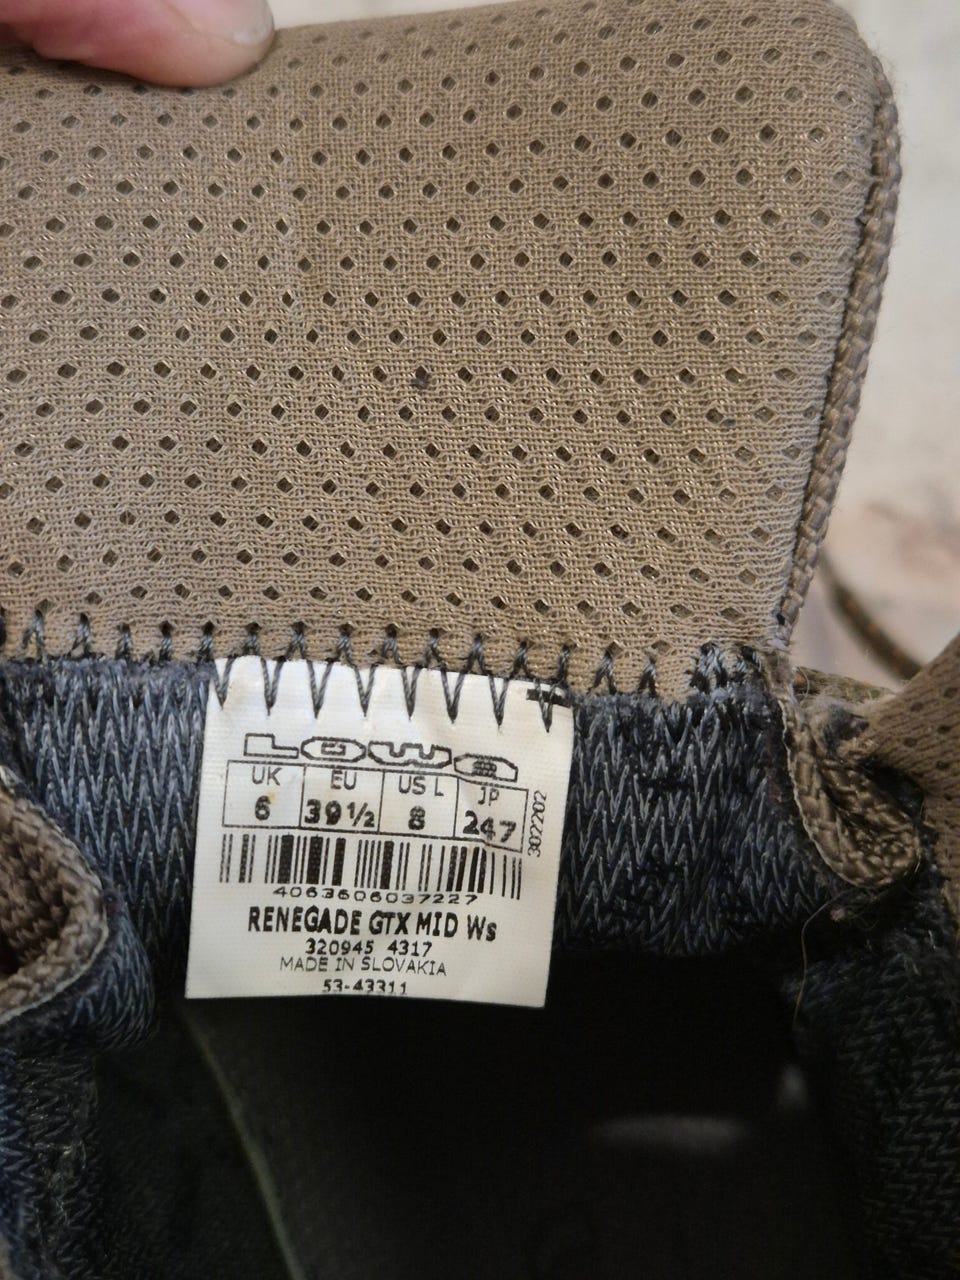 LOWA
UK EU US L JP
6 39½ 8 247
302202
4063606037227
RENEGADE GTX MID Ws
320945 4317
MADE IN SLOVAKIA
53-43311